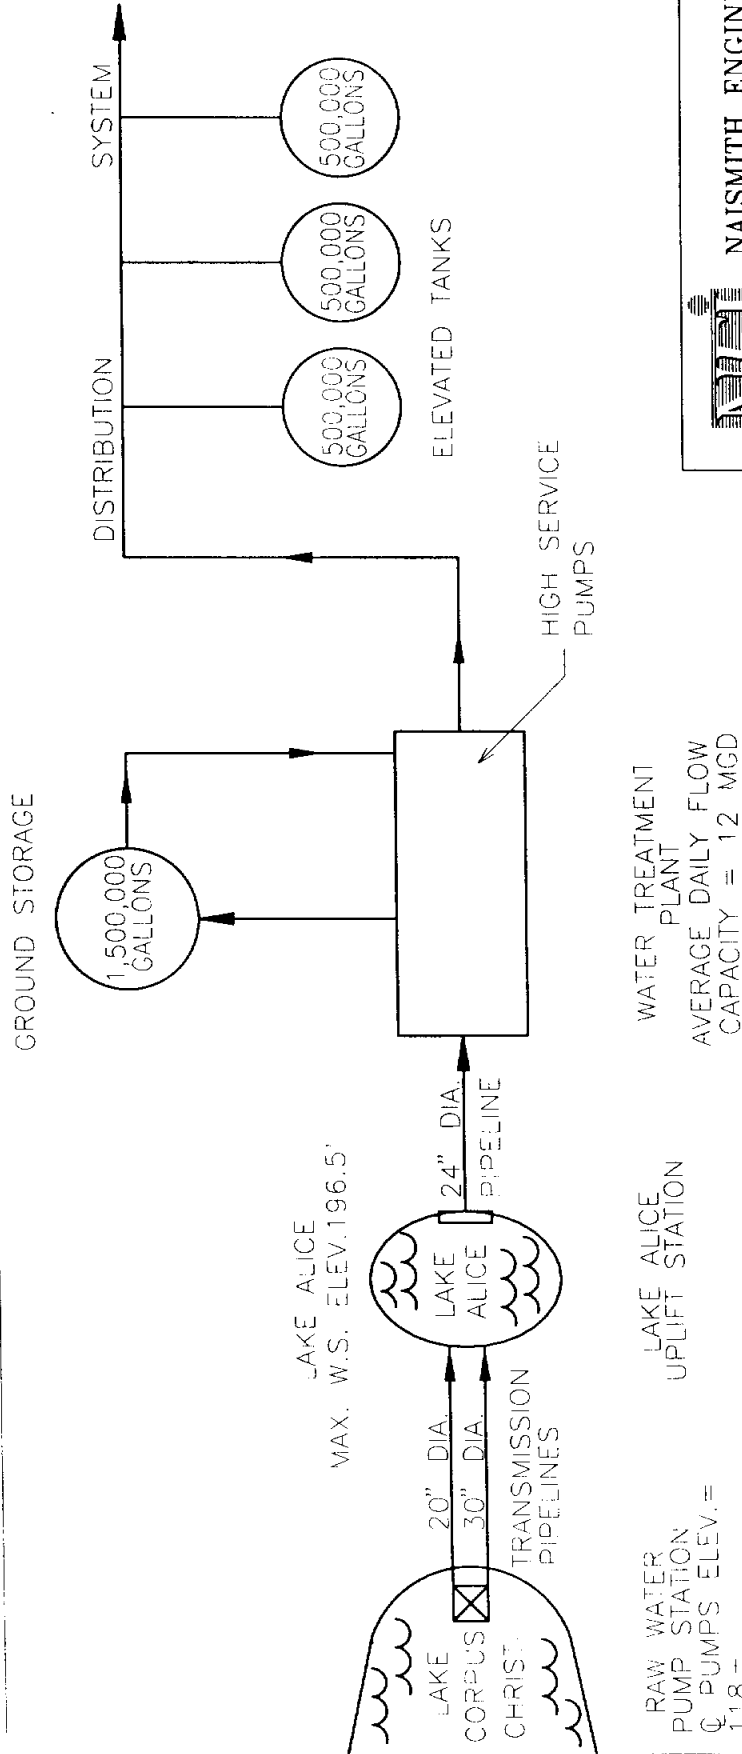 GROUND STORAGE
1,500,000
GALLONS
DISTRIBUTION SYSTEM
500,000
GALLONS
500,000
GALLONS
500,000
GALLONS
ELEVATED TANKS
HIGH SERVICE
PUMPS
LAKE ALICE
MAX. W.S. ELEV.196.5'
20" DIA.
30" DIA.
TRANSMISSION
PIPELINES
LAKE
CORPUS
CHRIST
LAKE
ALICE
24" DIA.
PIPELINE
RAW WATER
PUMP STATION
℄ PUMPS ELEV.=
118
LAKE ALICE
UPLIFT STATION
WATER TREATMENT
PLANT
AVERAGE DAILY FLOW
CAPACITY = 12 MGD
NAISMITH